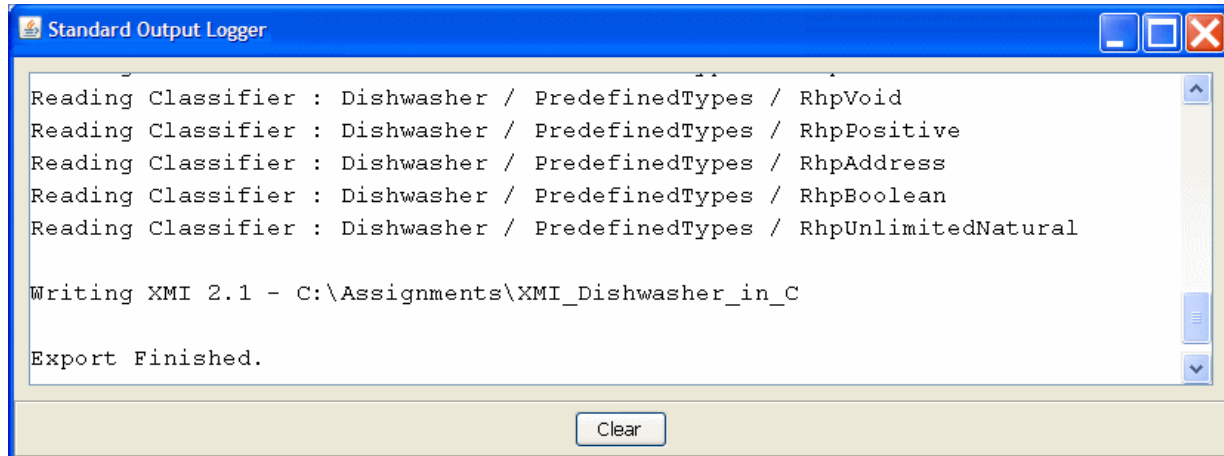 Standard Output Logger
Reading Classifier : Dishwasher / PredefinedTypes / RhpVoid
Reading Classifier : Dishwasher / PredefinedTypes / RhpPositive
Reading Classifier : Dishwasher / PredefinedTypes / RhpAddress
Reading Classifier : Dishwasher / PredefinedTypes / RhpBoolean
Reading Classifier : Dishwasher / PredefinedTypes / RhpUnlimitedNatural
Writing XMI 2.1 - C:\Assignments\XMI_Dishwasher_in_C
Export Finished.
Clear